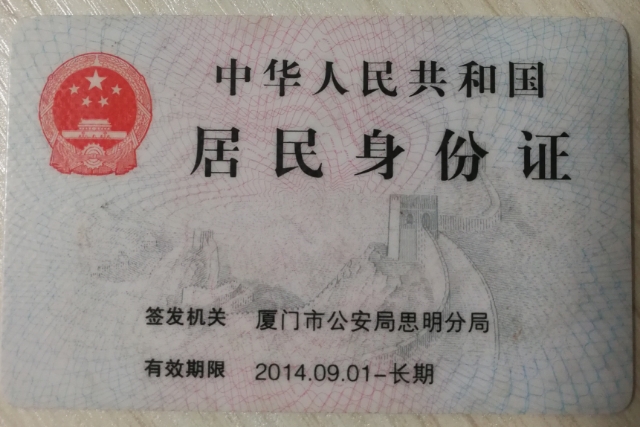 中华人民共和国
居民身份证
签发机关 厦门市公安局思明分局
有效期限 2014.09.01-长期